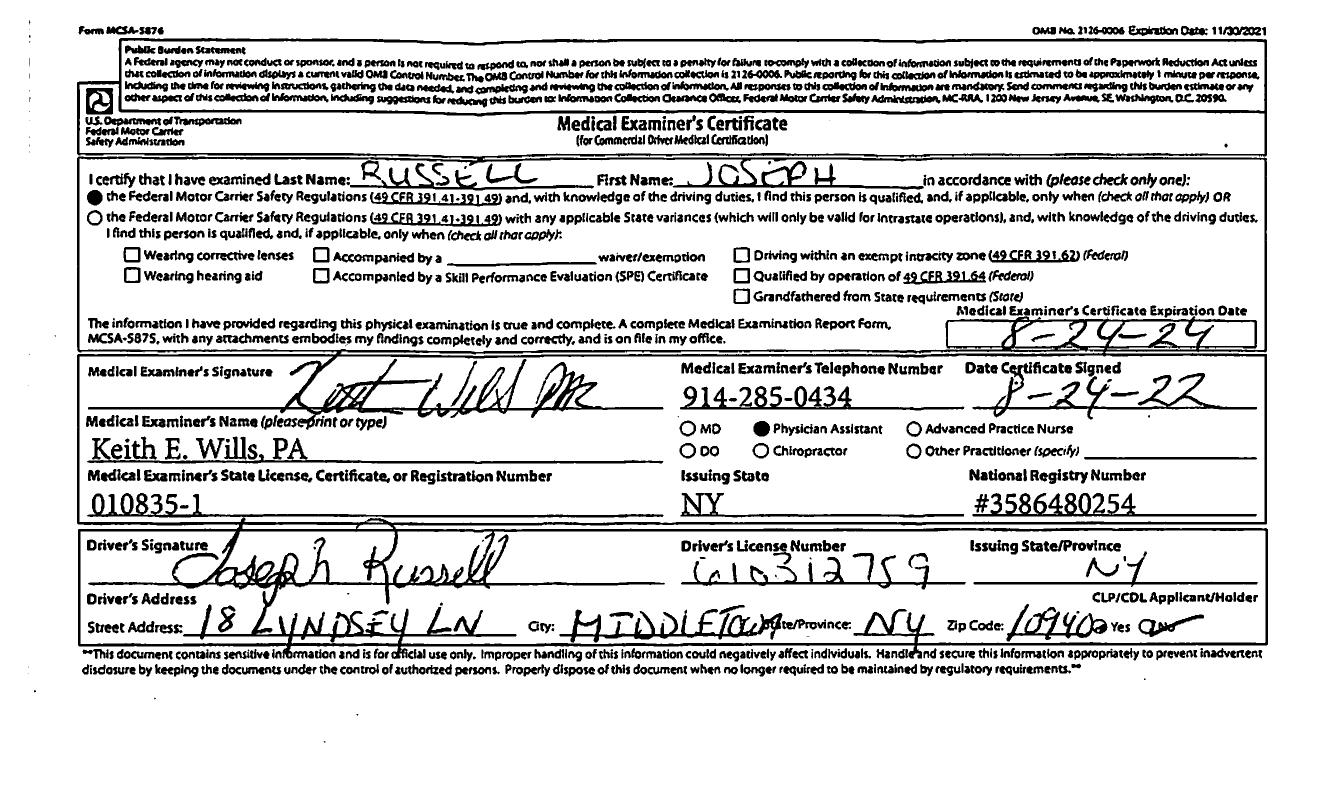 Form MCSA-5876 OMB No. 2126-0006 Expiration Date: 11/30/2021
Public Burden Statement
A Federal agency may not conduct or sponsor, and a person is not required to respond to, nor shall a person be subject to a penalty for failure to comply with a collection of information subject to the requirements of the Paperwork Reduction Act unless
that collection of information displays a current valid OMB Control Number. The OMB Control Number for this information collection is 2126-0006. Public reporting for this collection of information is estimated to be approximately 1 minute per response,
including the time for reviewing instructions, gathering the data needed, and completing and reviewing the collection of information. All responses to this collection of information are mandatory. Send comments regarding this burden estimate or any
other aspect of this collection of information, including suggestions for reducing this burden to: Information Collection Clearance Officer, Federal Motor Carrier Safety Administration, MC-RRA, 1200 New Jersey Avenue, SE, Washington, D.C. 20590.
U.S. Department of Transportation
Federal Motor Carrier
Safety Administration
Medical Examiner's Certificate
(for Commercial Driver Medical Certification)
I certify that I have examined Last Name: RUSSELL First Name: JOSEPH in accordance with (please check only one):
the Federal Motor Carrier Safety Regulations (49 CFR 391.41-391.49) and, with knowledge of the driving duties, I find this person is qualified, and, if applicable, only when (check all that apply) OR
the Federal Motor Carrier Safety Regulations (49 CFR 391.41-391.49) with any applicable State variances (which will only be valid for intrastate operations), and, with knowledge of the driving duties,
I find this person is qualified, and, if applicable, only when (check all that apply):
Wearing corrective lenses Accompanied by a waiver/exemption Driving within an exempt intracity zone (49 CFR 391.62) (Federal)
Wearing hearing aid Accompanied by a Skill Performance Evaluation (SPE) Certificate Qualified by operation of 49 CFR 391.64 (Federal)
Grandfathered from State requirements (State)
Medical Examiner's Certificate Expiration Date
The information I have provided regarding this physical examination is true and complete. A complete Medical Examination Report Form,
MCSA-5875, with any attachments embodies my findings completely and correctly, and is on file in my office.
8-24-24
Medical Examiner's Signature Medical Examiner's Telephone Number Date Certificate Signed
Keith Wills 914-285-0434 8-24-22
Medical Examiner's Name (please print or type)
MD Physician Assistant Advanced Practice Nurse
Keith E. Wills, PA
DO Chiropractor Other Practitioner (specify)
Medical Examiner's State License, Certificate, or Registration Number Issuing State National Registry Number
010835-1 NY #3586480254
Driver's Signature Driver's License Number Issuing State/Province
Joseph Russell 610312759 NY
Driver's Address CLP/CDL Applicant/Holder
Street Address: 18 LYNDSEY LN City: MIDDLETOWN State/Province: NY Zip Code: 10940 Yes No
**This document contains sensitive information and is for official use only. Improper handling of this information could negatively affect individuals. Handle and secure this information appropriately to prevent inadvertent
disclosure by keeping the documents under the control of authorized persons. Properly dispose of this document when no longer required to be maintained by regulatory requirements.**